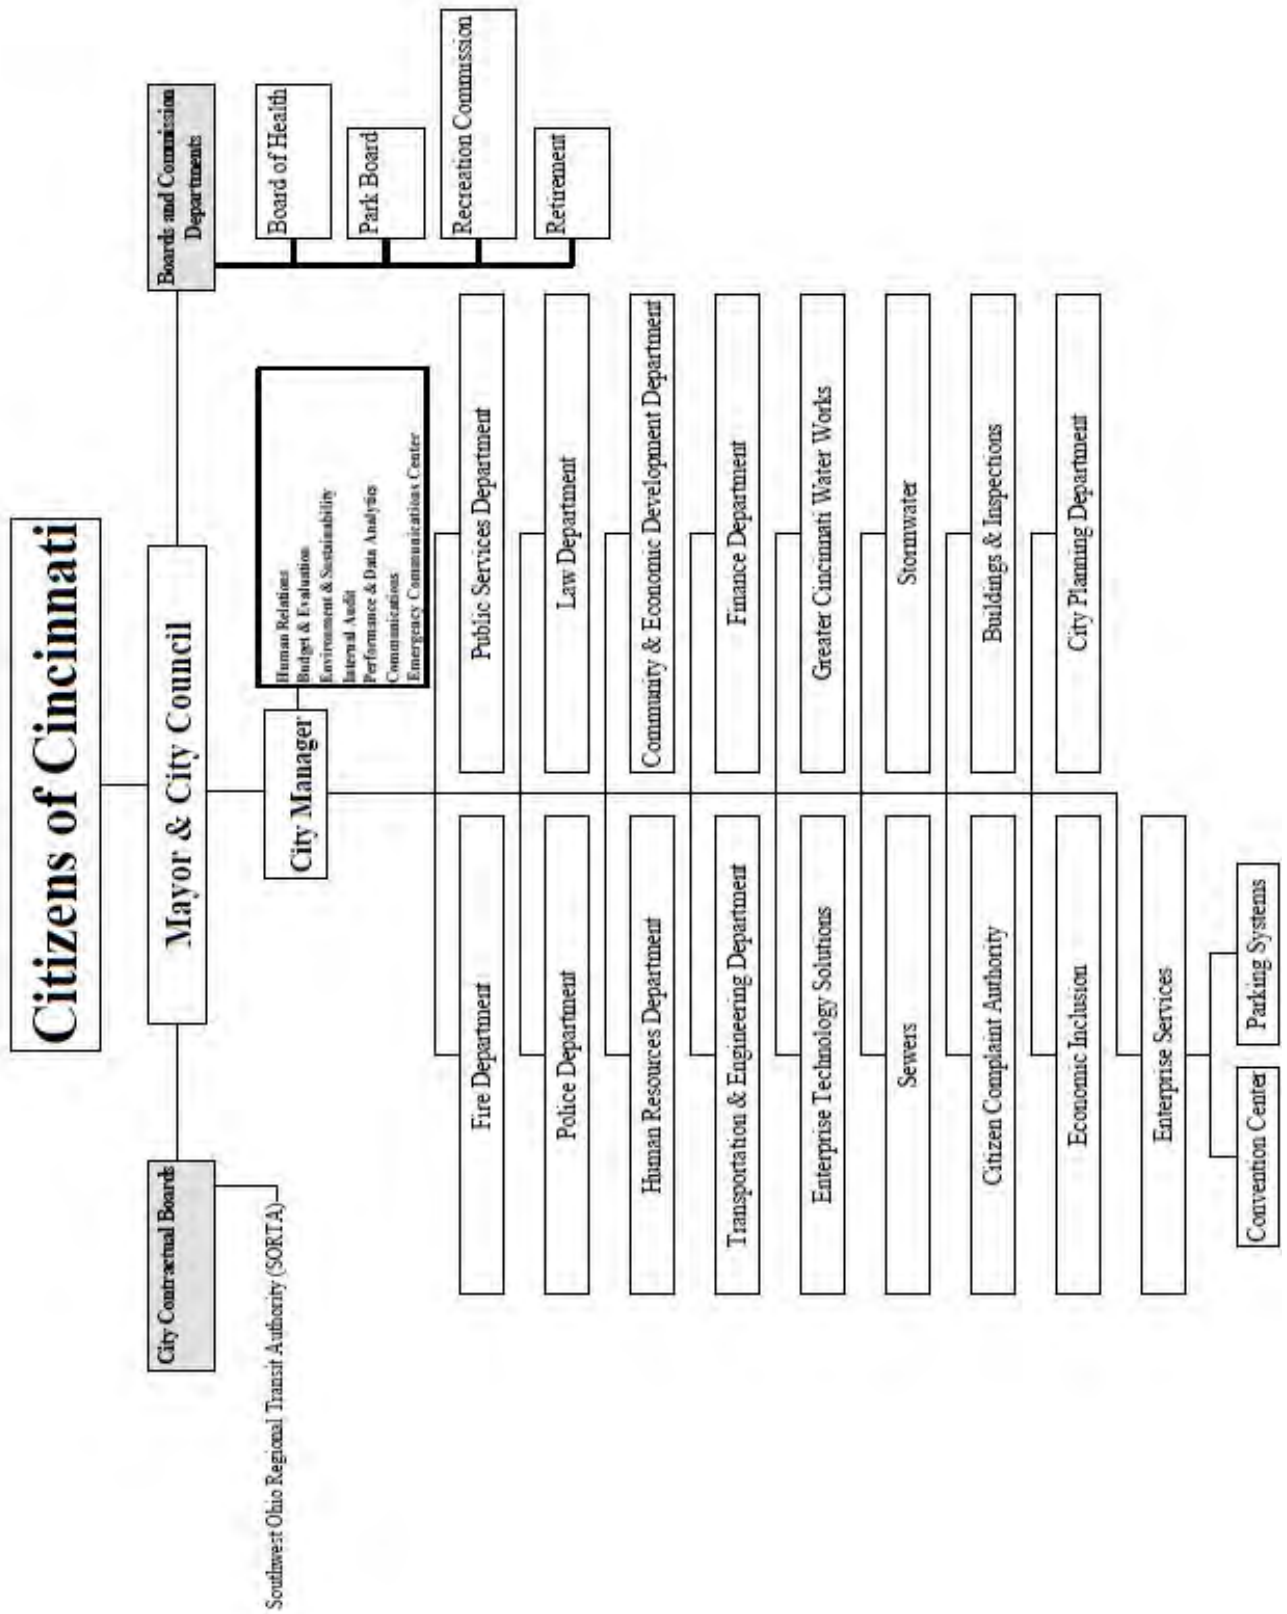 Citizens of Cincinnati
Mayor & City Council
City Contractual Boards
Southwest Ohio Regional Transit Authority (SORTA)
Boards and Commission
Departments
Board of Health
Park Board
Recreation Commission
Retirement
City Manager
Human Relations
Budget & Evaluation
Environment & Sustainability
Internal Audit
Performance & Data Analytics
Communications
Emergency Communications Center
Fire Department
Public Services Department
Police Department
Law Department
Human Resources Department
Community & Economic Development Department
Transportation & Engineering Department
Finance Department
Enterprise Technology Solutions
Greater Cincinnati Water Works
Sewers
Stormwater
Citizen Complaint Authority
Buildings & Inspections
Economic Inclusion
City Planning Department
Enterprise Services
Convention Center
Parking Systems